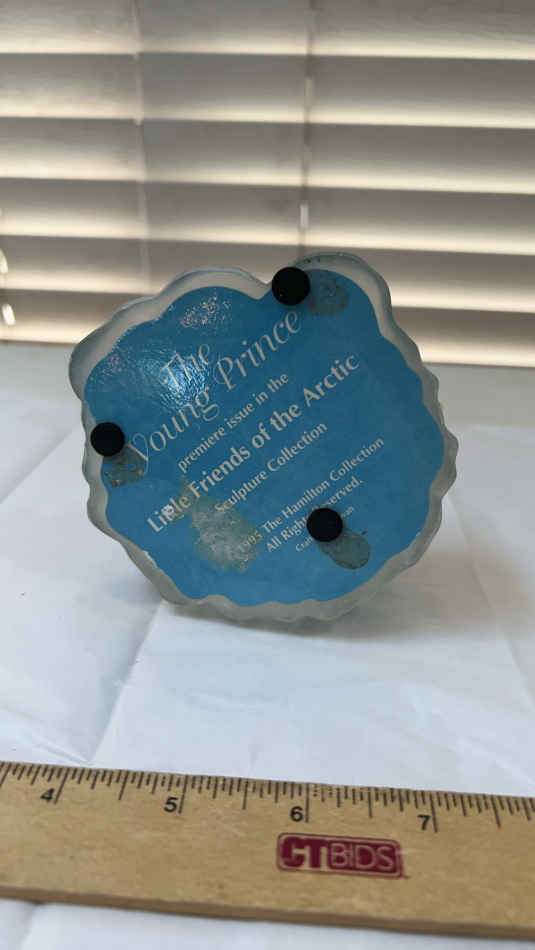 The
Young Prince
premiere issue in the
Little Friends of the Arctic
Sculpture Collection
1995 The Hamilton Collection
All Rights Reserved.
4 5 6 7
CTBIDS